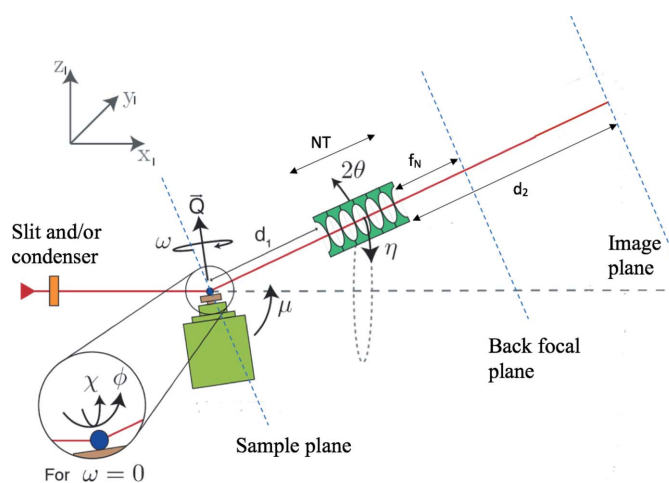 z_l
y_l
x_l
NT
f_N
2θ
d_2
Q⃗
ω
d_1
η
Slit and/or
condenser
Image
plane
μ
Back focal
plane
χ ϕ
Sample plane
For ω = 0